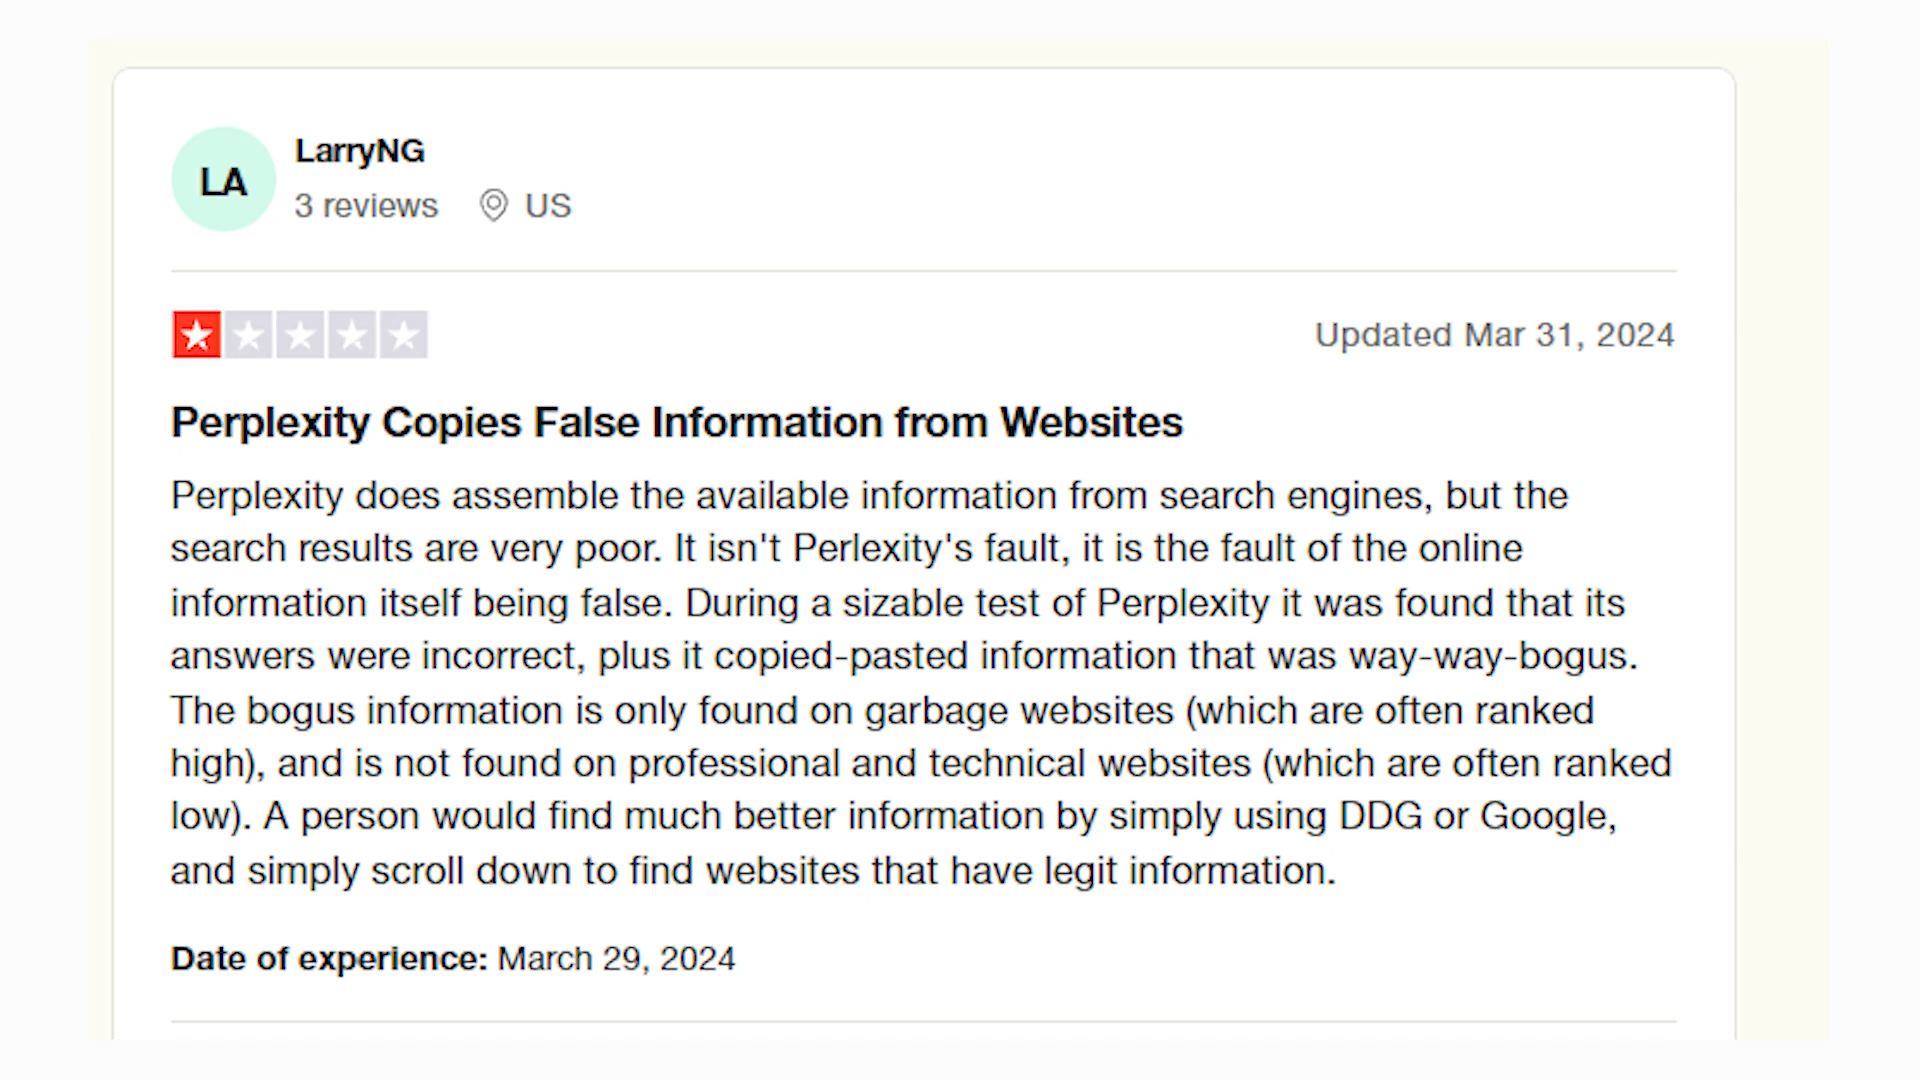 LA
LarryNG
3 reviews US
Updated Mar 31, 2024
Perplexity Copies False Information from Websites
Perplexity does assemble the available information from search engines, but the
search results are very poor. It isn't Perlexity's fault, it is the fault of the online
information itself being false. During a sizable test of Perplexity it was found that its
answers were incorrect, plus it copied-pasted information that was way-way-bogus.
The bogus information is only found on garbage websites (which are often ranked
high), and is not found on professional and technical websites (which are often ranked
low). A person would find much better information by simply using DDG or Google,
and simply scroll down to find websites that have legit information.
Date of experience: March 29, 2024